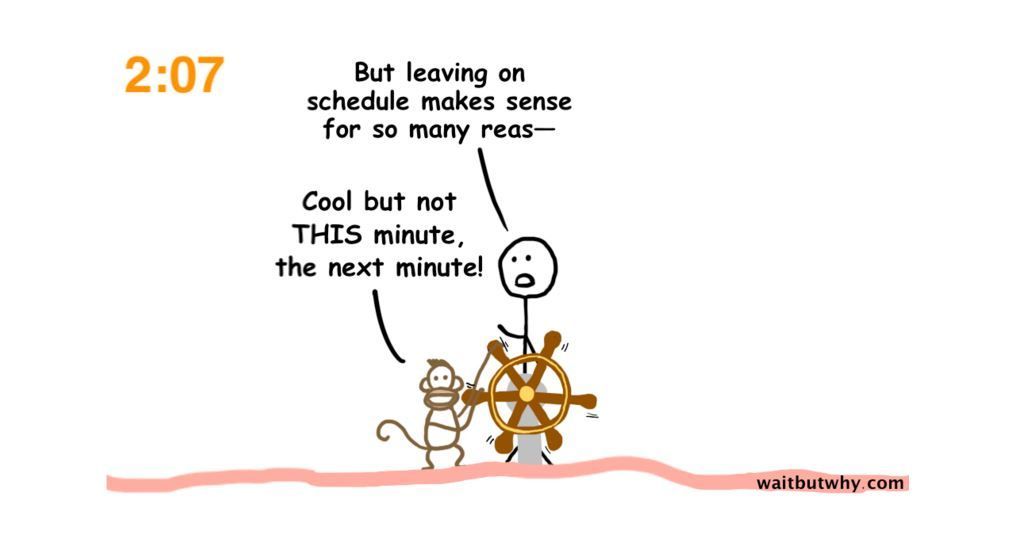 2:07
But leaving on
schedule makes sense
for so many reas—
Cool but not
THIS minute,
the next minute!
waitbutwhy.com